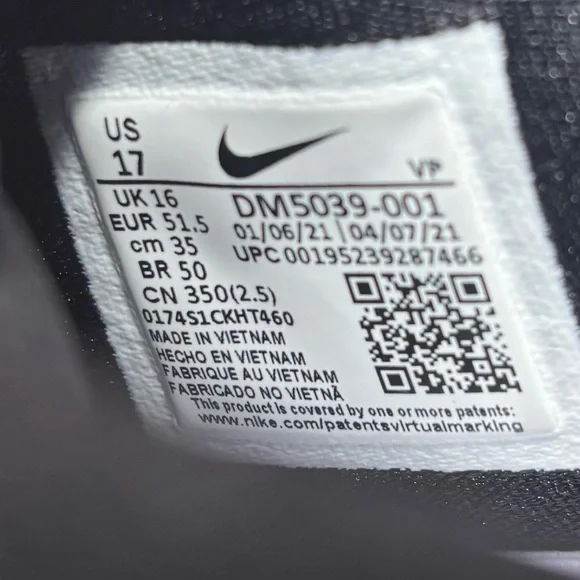 US
17
VP
UK 16
EUR 51.5
cm 35
BR 50
CN 350(2.5)
0174S1CKHT460
DM5039-001
01/06/21 | 04/07/21
UPC 00195239287466
MADE IN VIETNAM
HECHO EN VIETNAM
FABRIQUE AU VIETNAM
FABRICADO NO VIETNÃ
This product is covered by one or more patents:
www.nike.com/patentsvirtualmarking